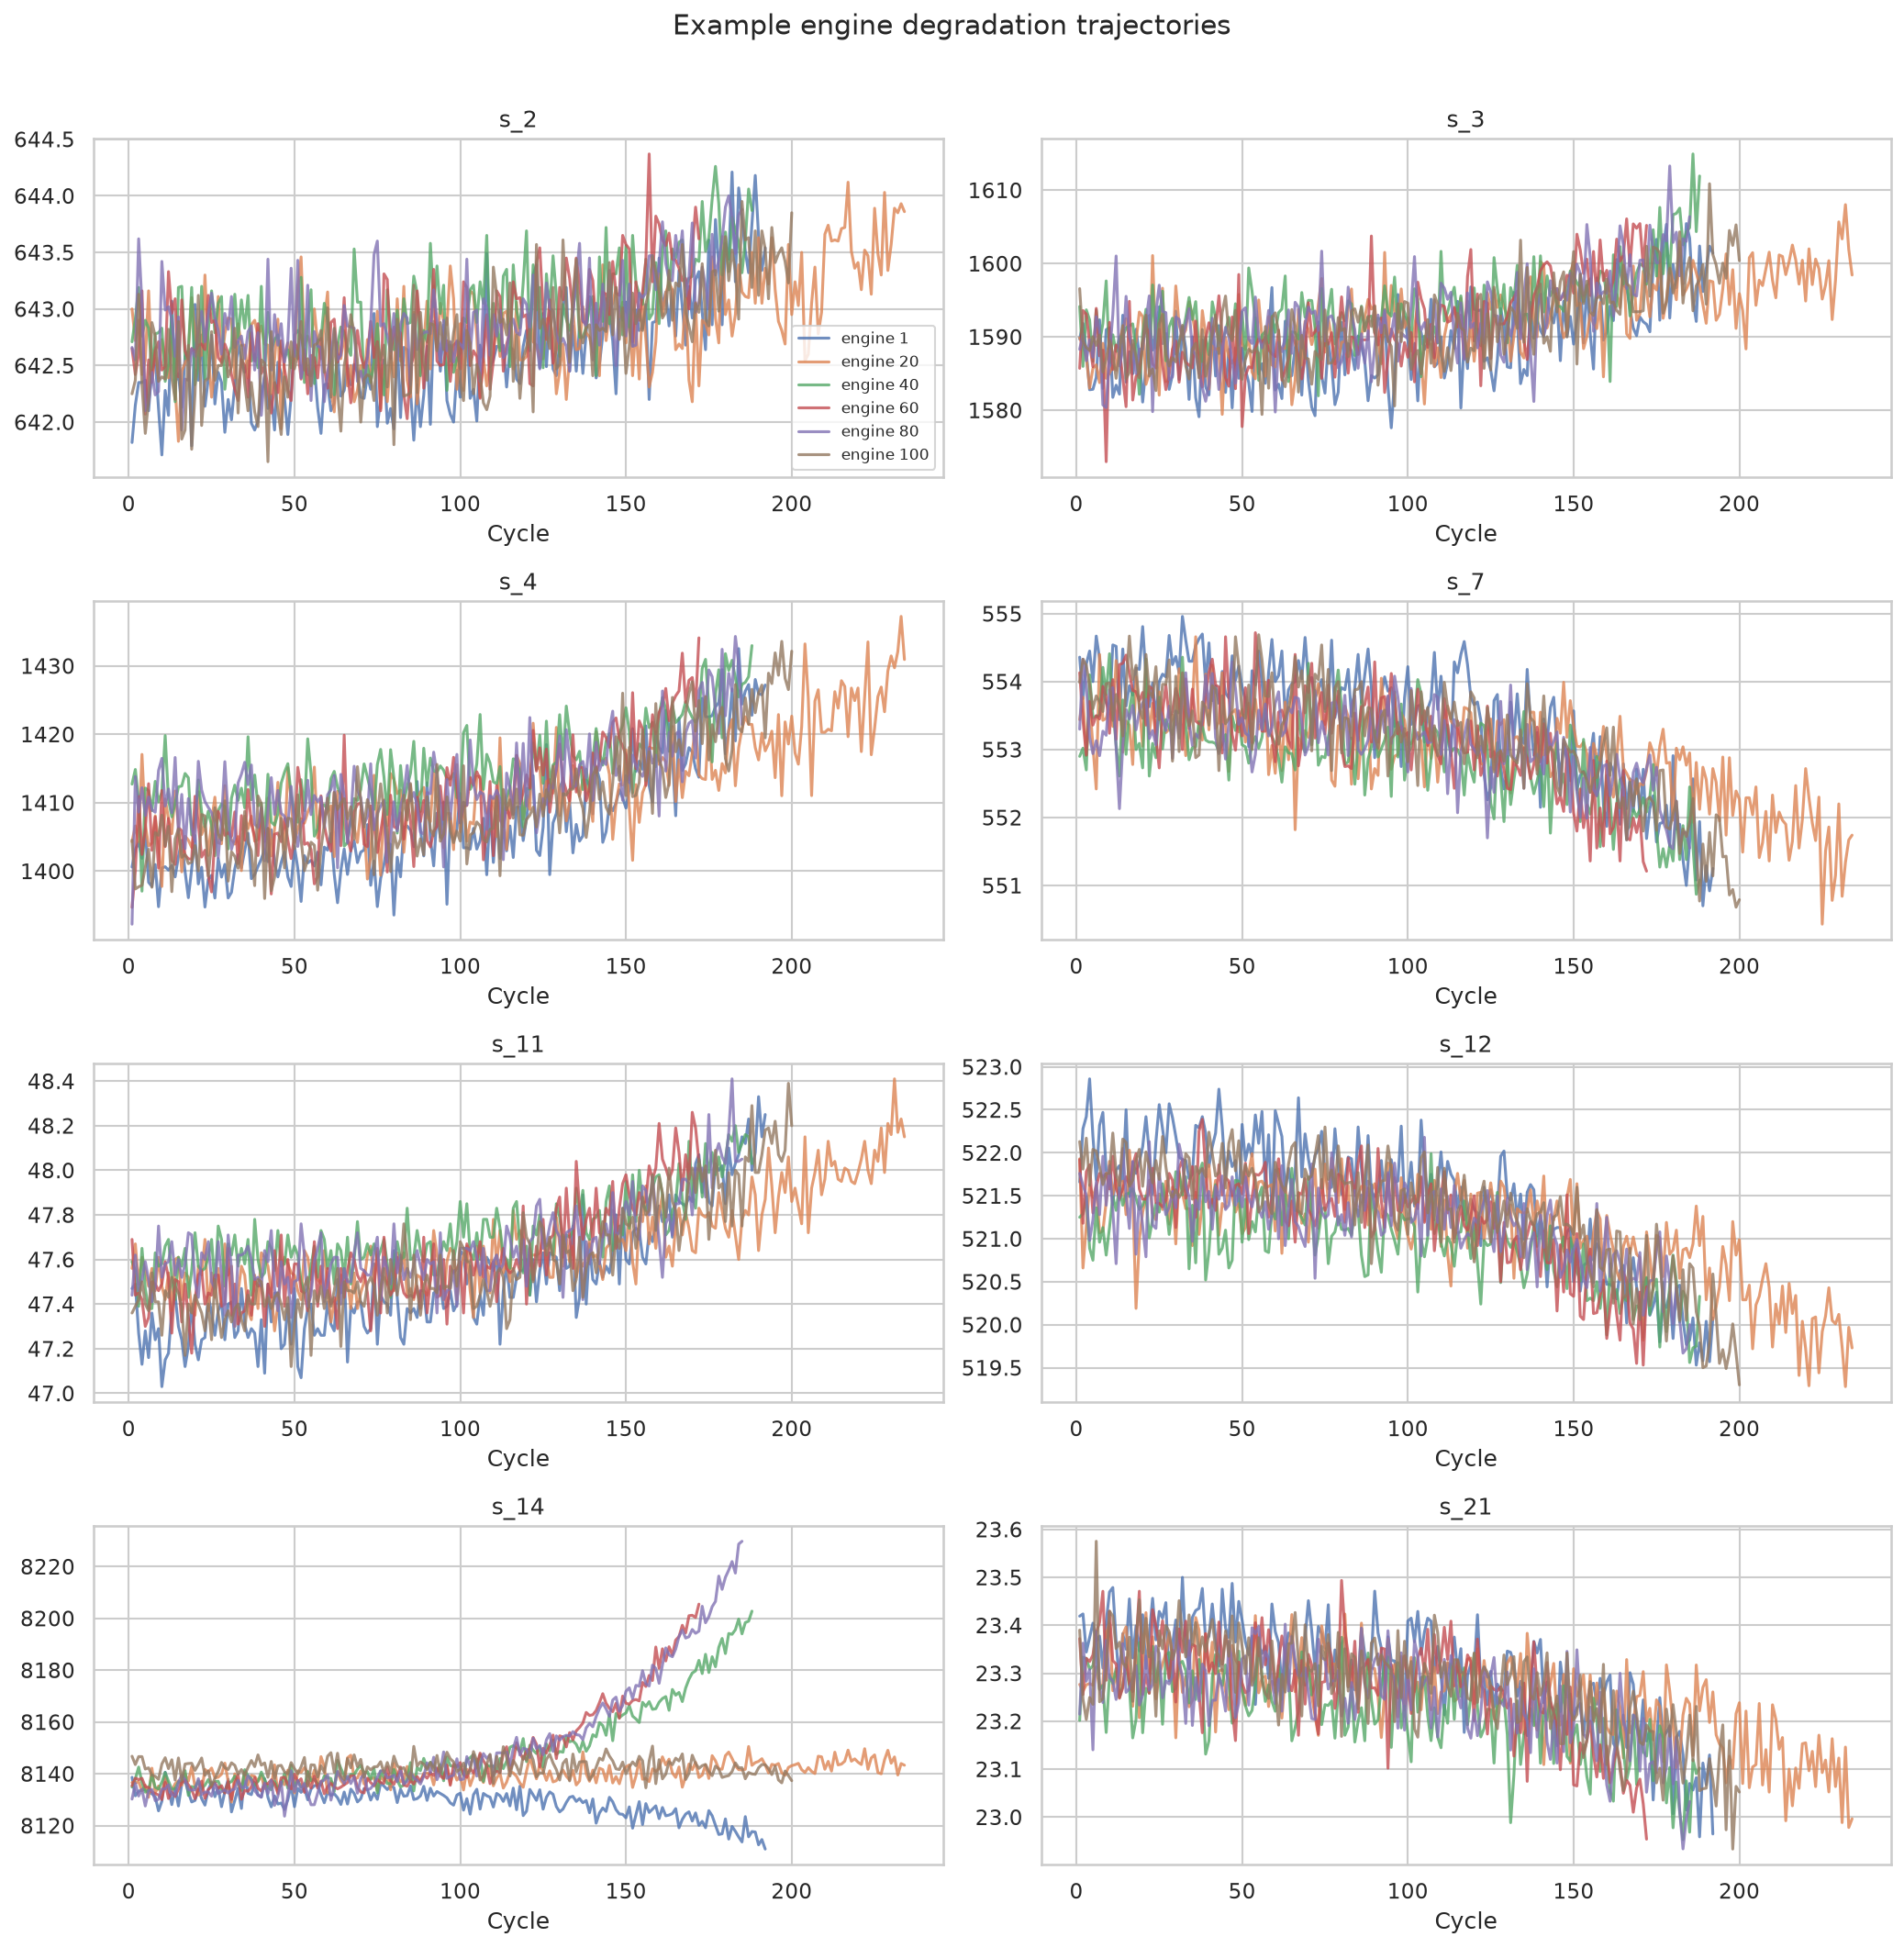 Example engine degradation trajectories
s_2
644.5
644.0
643.5
643.0
642.5
642.0
engine 1
engine 20
engine 40
engine 60
engine 80
engine 100
0 50 100 150 200
Cycle
s_3
1610
1600
1590
1580
0 50 100 150 200
Cycle
s_4
1430
1420
1410
1400
0 50 100 150 200
Cycle
s_7
555
554
553
552
551
0 50 100 150 200
Cycle
s_11
48.4
48.2
48.0
47.8
47.6
47.4
47.2
47.0
0 50 100 150 200
Cycle
s_12
523.0
522.5
522.0
521.5
521.0
520.5
520.0
519.5
0 50 100 150 200
Cycle
s_14
8220
8200
8180
8160
8140
8120
0 50 100 150 200
Cycle
s_21
23.6
23.5
23.4
23.3
23.2
23.1
23.0
0 50 100 150 200
Cycle